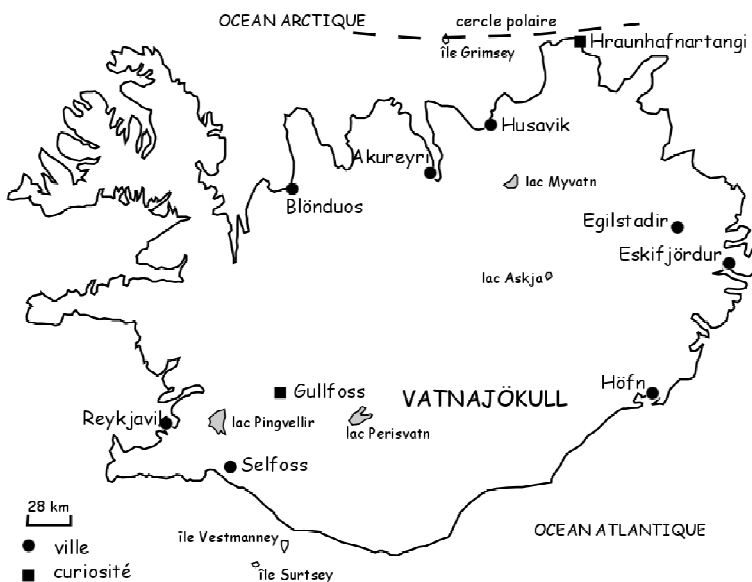 OCEAN ARCTIQUE
cercle polaire
île Grimsey
Hraunhafnartangi
Husavik
Akureyri
lac Myvatn
Blönduos
Egilstadir
Eskifjördur
lac Askja
Gullfoss
VATNAJÖKULL
Höfn
Reykjavik
lac Pingvellir
lac Perisvatn
Selfoss
28 km
île Vestmanney
OCEAN ATLANTIQUE
ville
île Surtsey
curiosité